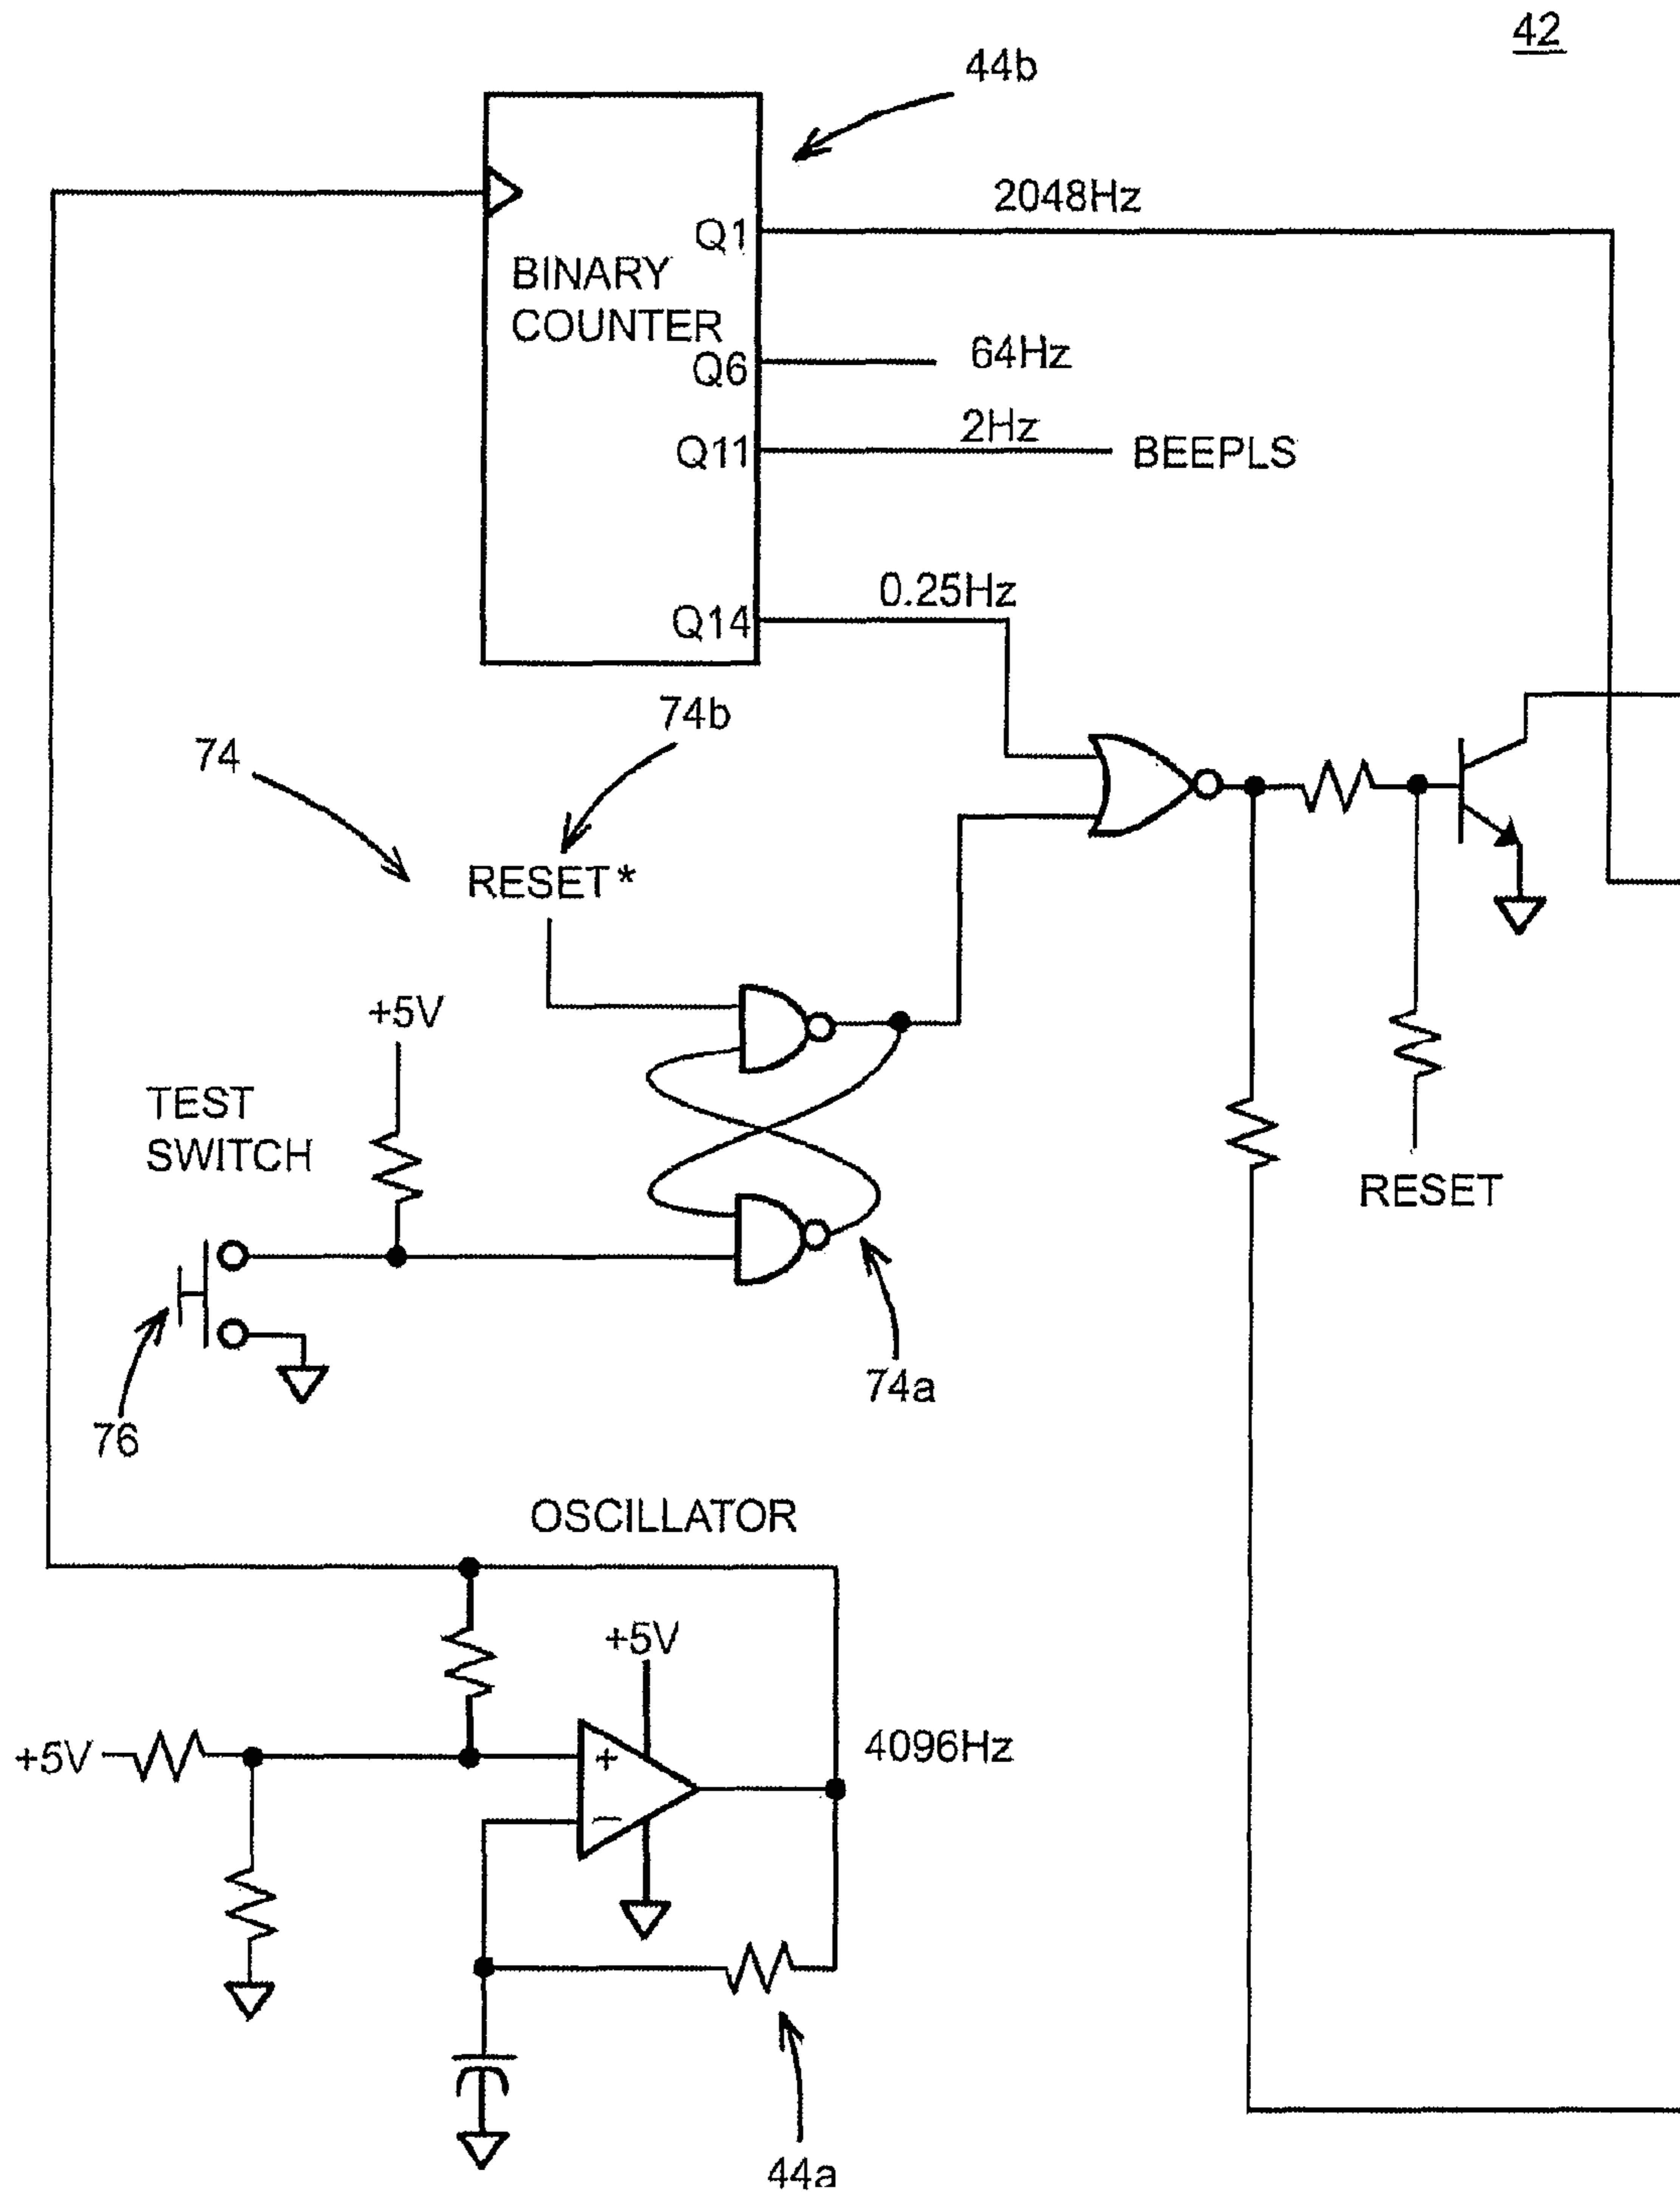 42
44b
2048Hz
Q1
BINARY
COUNTER
Q6
64Hz
Q11
2Hz
BEEPLS
0.25Hz
Q14
74
74b
RESET*
+5V
TEST
SWITCH
RESET
76
74a
OSCILLATOR
+5V
+5V
+
4096Hz
−
44a